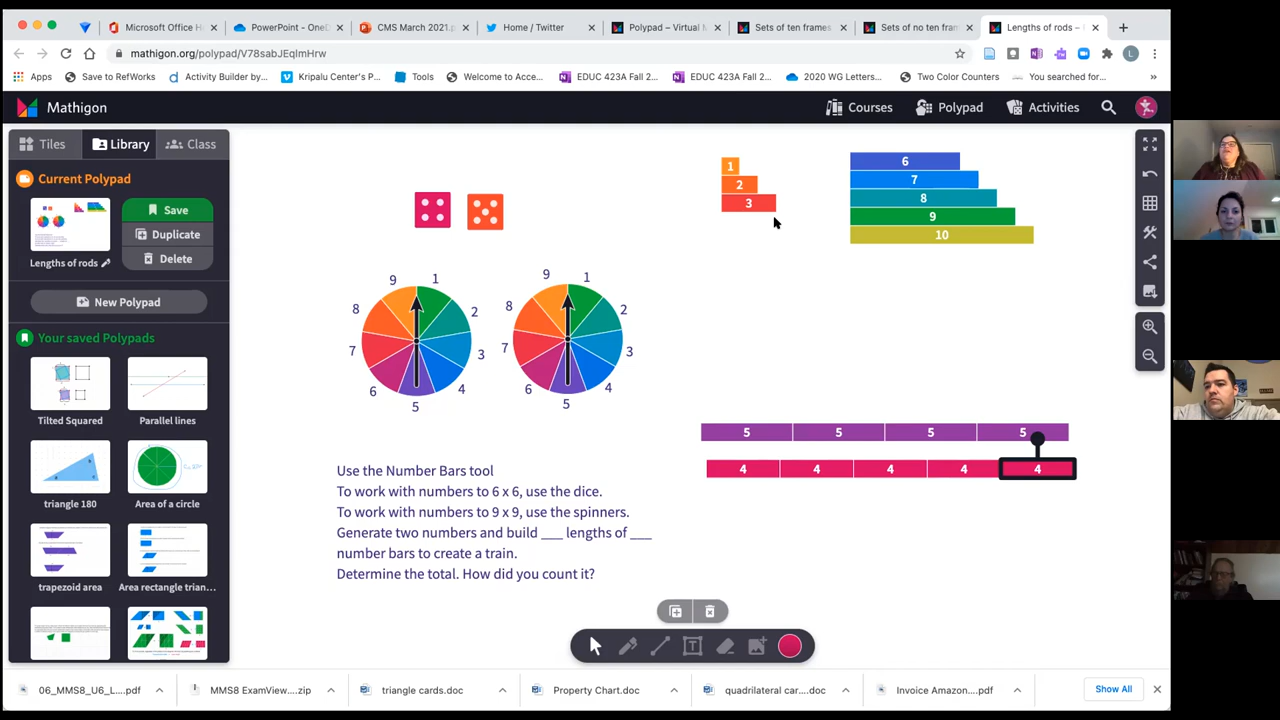 Microsoft Office H
PowerPoint – OneD
CMS March 2021.p
Home / Twitter
Polypad – Virtual M
Sets of ten frames
Sets of no ten fram
Lengths of rods –
mathigon.org/polypad/V78sabJEqImHrw
L
Apps
Save to RefWorks
Activity Builder by...
Kripalu Center's P...
Tools
Welcome to Acce...
EDUC 423A Fall 2...
EDUC 423A Fall 2...
2020 WG Letters...
Two Color Counters
You searched for...
Mathigon
Courses
Polypad
Activities
Tiles
Library
Class
Current Polypad
Save
Duplicate
Delete
Lengths of rods
New Polypad
Your saved Polypads
Tilted Squared
Parallel lines
triangle 180
Area of a circle
trapezoid area
Area rectangle trian...
1
2
3
6
7
8
9
10
9 1 2 3 4 5 6 7 8
9 1 2 3 4 5 6 7 8
5 5 5 5
4 4 4 4 4
Use the Number Bars tool
To work with numbers to 6 x 6, use the dice.
To work with numbers to 9 x 9, use the spinners.
Generate two numbers and build ___ lengths of ___
number bars to create a train.
Determine the total. How did you count it?
T
06_MMS8_U6_L....pdf
MMS8 ExamView....zip
triangle cards.doc
Property Chart.doc
quadrilateral car....doc
Invoice Amazon....pdf
Show All